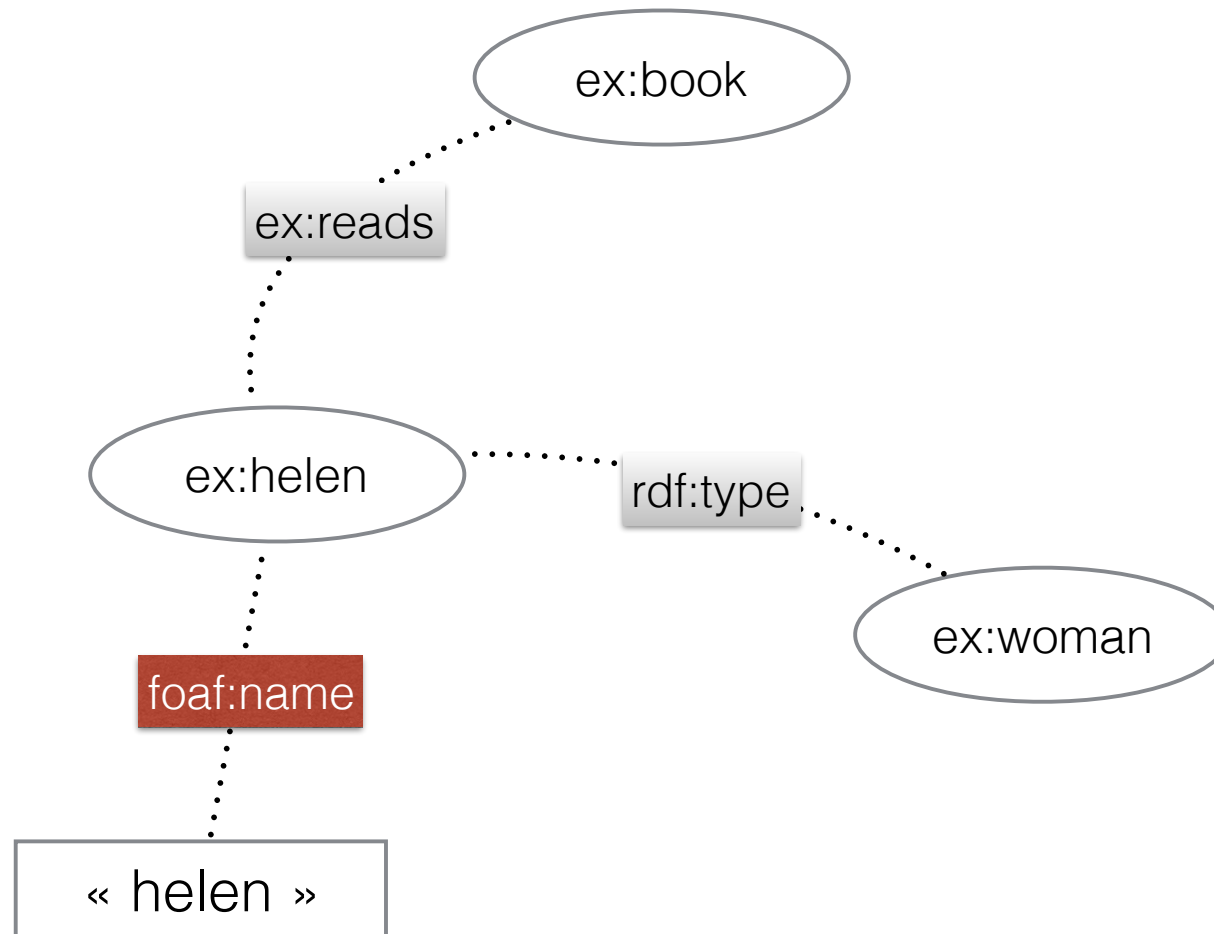 ex:book
ex:reads
ex:helen
rdf:type
ex:woman
foaf:name
« helen »